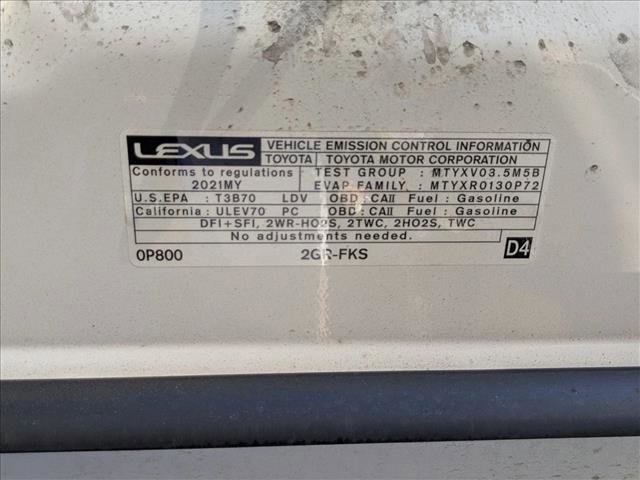 LEXUS VEHICLE EMISSION CONTROL INFORMATION
TOYOTA TOYOTA MOTOR CORPORATION
Conforms to regulations TEST GROUP : MTYXV03.5M5B
2021MY EVAP.FAMILY. : MTYXR0130P72
U.S.EPA : T3B70 LDV OBD : CAII Fuel : Gasoline
California : ULEV70 PC OBD : CAII Fuel : Gasoline
DFI+SFI, 2WR-HO2S, 2TWC, 2HO2S, TWC
No adjustments needed.
0P800 2GR-FKS D4